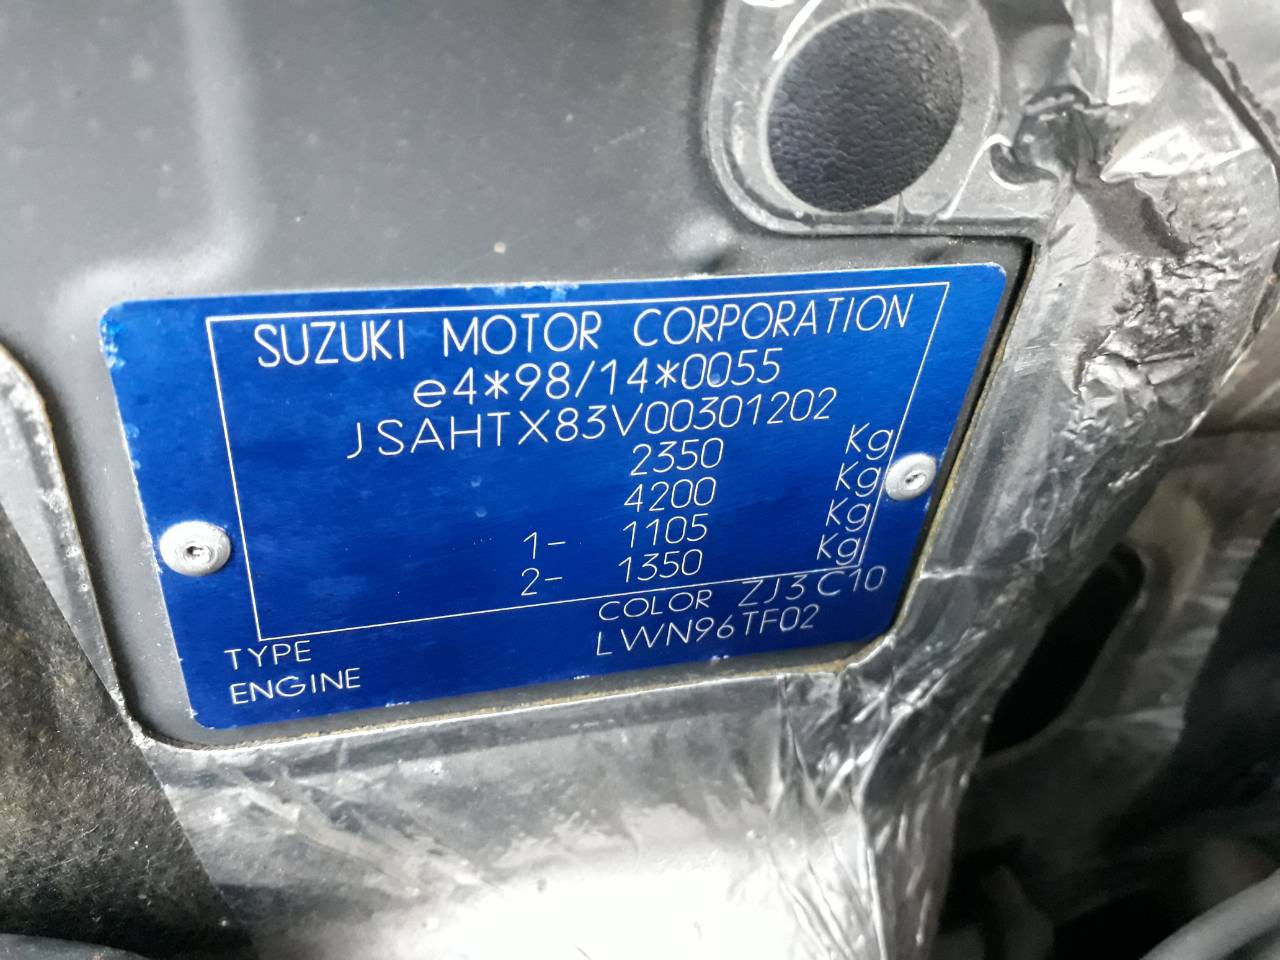 SUZUKI MOTOR CORPORATION
e4*98/14*0055
JSAHTX83V00301202
2350 Kg
4200 Kg
1- 1105 Kg
2- 1350 Kg
TYPE COLOR ZJ3 C10
ENGINE LWN96TF02